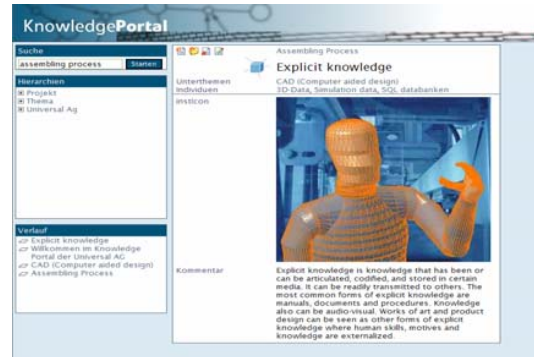 KnowledgePortal
Suche
assembling process Starten
Hierarchien
Projekt
Thema
Universal Ag
Verlauf
Explicit knowledge
Willkommen im Knowledge
Portal der Universal AG
CAD (Computer aided design)
Assembling Process
Assembling Process
Explicit knowledge
Unterthemen CAD (Computer aided design)
Individuen 3D-Data, Simulation data, SQL databanken
insticon
Kommentar Explicit knowledge is knowledge that has been or
can be articulated, codified, and stored in certain
media. It can be readily transmitted to others. The
most common forms of explicit knowledge are
manuals, documents and procedures. Knowledge
also can be audio-visual. Works of art and product
design can be seen as other forms of explicit
knowledge where human skills, motives and
knowledge are externalized.